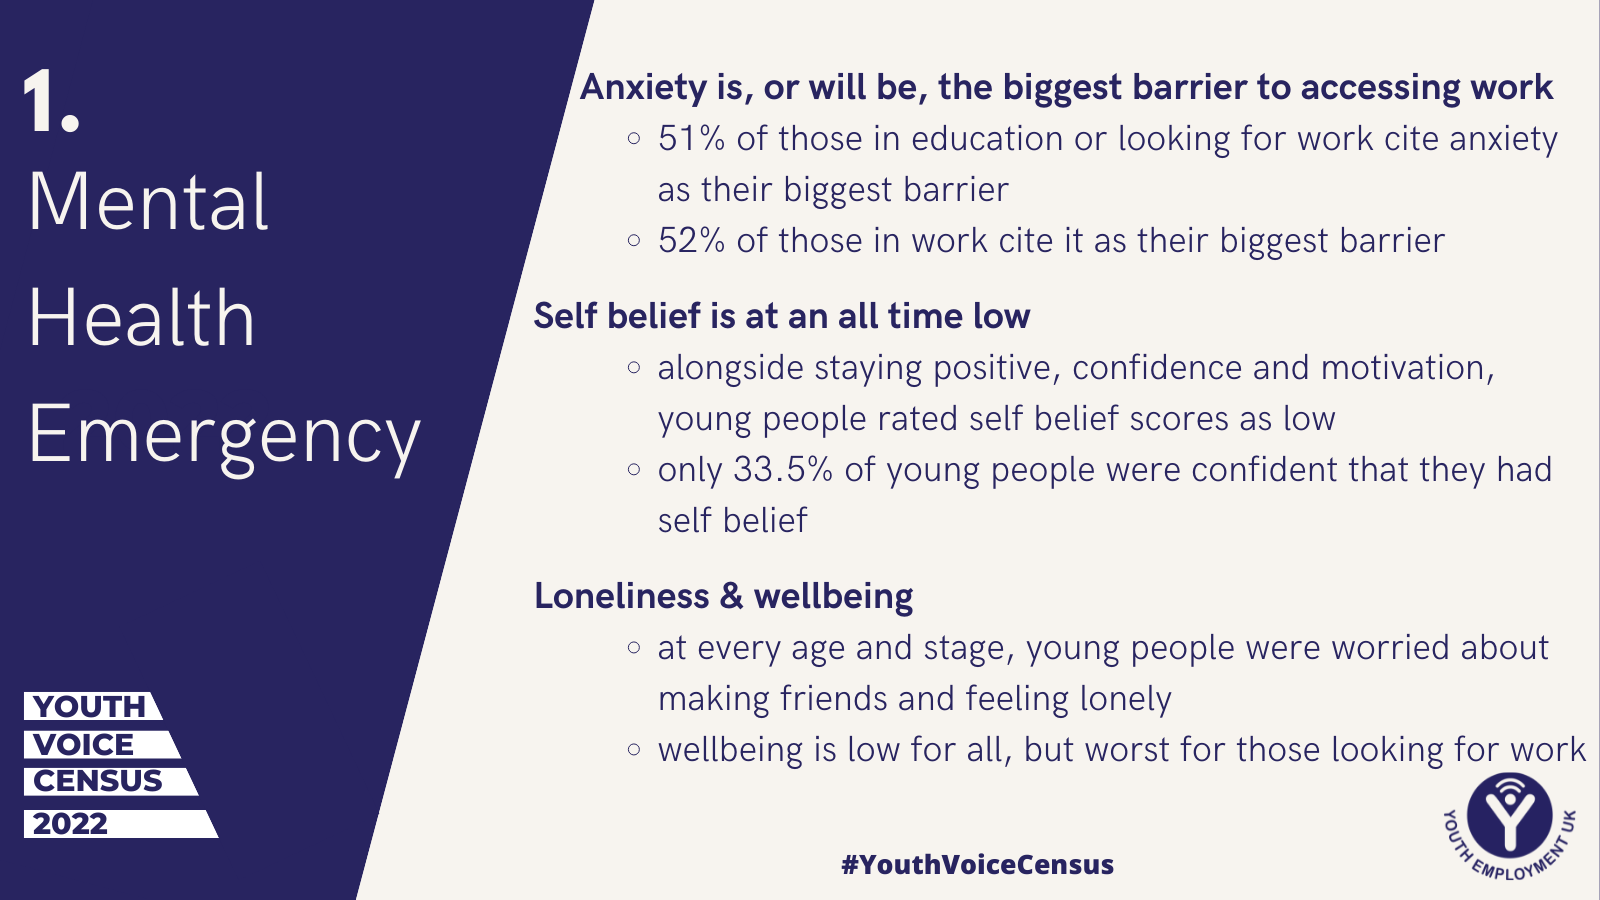 1.
Mental
Health
Emergency
YOUTH
VOICE
CENSUS
2022
Anxiety is, or will be, the biggest barrier to accessing work
○ 51% of those in education or looking for work cite anxiety
as their biggest barrier
○ 52% of those in work cite it as their biggest barrier
Self belief is at an all time low
○ alongside staying positive, confidence and motivation,
young people rated self belief scores as low
○ only 33.5% of young people were confident that they had
self belief
Loneliness & wellbeing
○ at every age and stage, young people were worried about
making friends and feeling lonely
○ wellbeing is low for all, but worst for those looking for work
#YouthVoiceCensus
YOUTH EMPLOYMENT UK